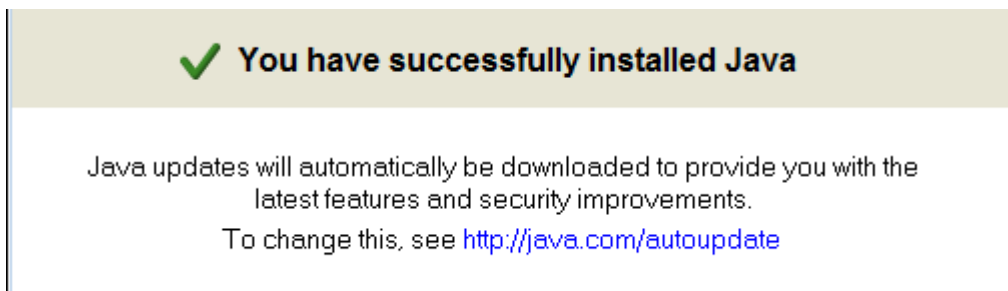 You have successfully installed Java
Java updates will automatically be downloaded to provide you with the
latest features and security improvements.
To change this, see http://java.com/autoupdate